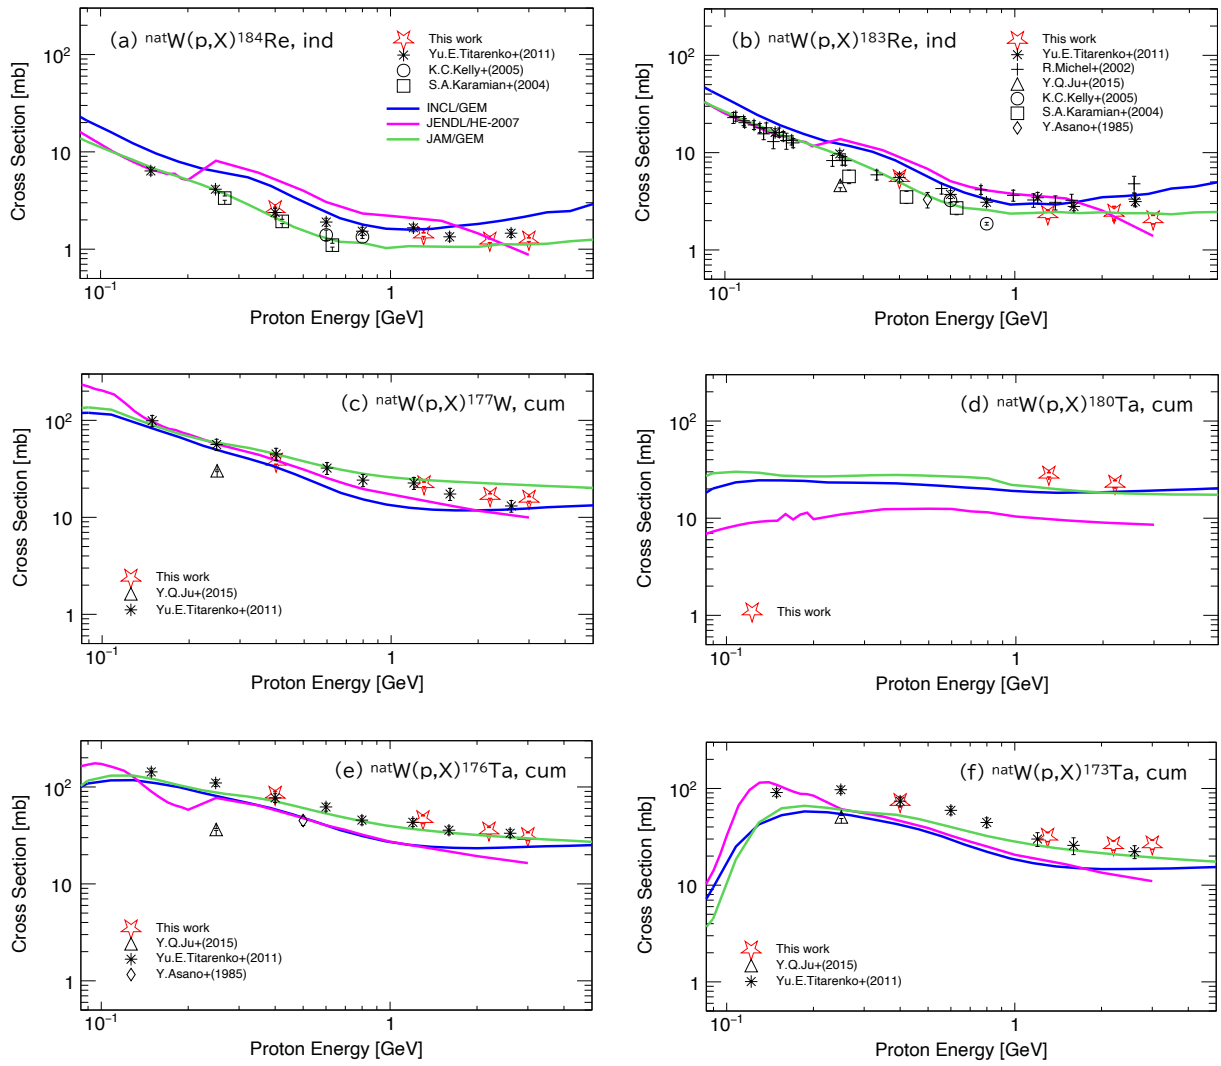 (a) natW(p,X)184Re, ind
This work
Yu.E.Titarenko+(2011)
K.C.Kelly+(2005)
S.A.Karamian+(2004)
INCL/GEM
JENDL/HE-2007
JAM/GEM
Cross Section [mb]
10²
10
1
10⁻¹
1
Proton Energy [GeV]
(b) natW(p,X)183Re, ind
This work
Yu.E.Titarenko+(2011)
R.Michel+(2002)
Y.Q.Ju+(2015)
K.C.Kelly+(2005)
S.A.Karamian+(2004)
Y.Asano+(1985)
Cross Section [mb]
10²
10
1
10⁻¹
1
Proton Energy [GeV]
(c) natW(p,X)177W, cum
Cross Section [mb]
10²
10
1
This work
Y.Q.Ju+(2015)
Yu.E.Titarenko+(2011)
10⁻¹
1
Proton Energy [GeV]
(d) natW(p,X)180Ta, cum
Cross Section [mb]
10²
10
1
This work
10⁻¹
1
Proton Energy [GeV]
(e) natW(p,X)176Ta, cum
Cross Section [mb]
10²
10
1
This work
Y.Q.Ju+(2015)
Yu.E.Titarenko+(2011)
Y.Asano+(1985)
10⁻¹
1
Proton Energy [GeV]
(f) natW(p,X)173Ta, cum
Cross Section [mb]
10²
10
1
This work
Y.Q.Ju+(2015)
Yu.E.Titarenko+(2011)
10⁻¹
1
Proton Energy [GeV]